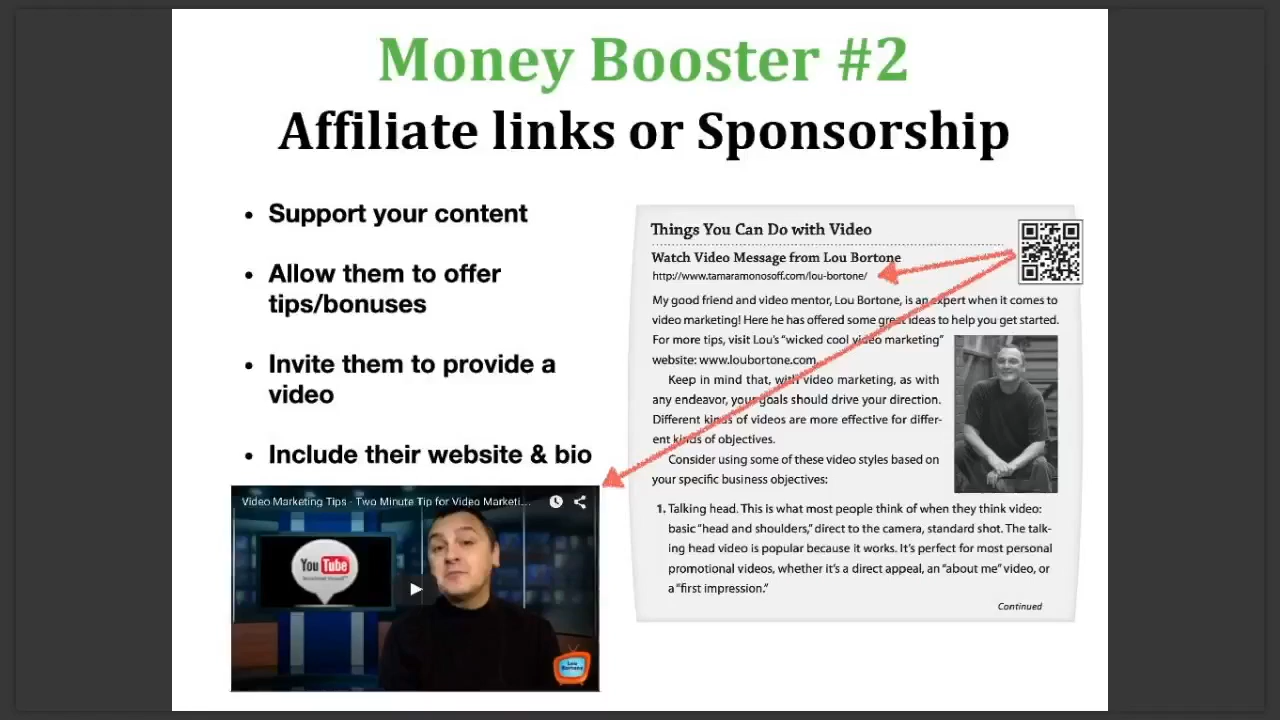 Money Booster #2
Affiliate links or Sponsorship
• Support your content
• Allow them to offer
tips/bonuses
• Invite them to provide a
video
• Include their website & bio
Things You Can Do with Video
Watch Video Message from Lou Bortone
http://www.tamaramonosoff.com/lou-bortone/
My good friend and video mentor, Lou Bortone, is an expert when it comes to
video marketing! Here he has offered some great ideas to help you get started.
For more tips, visit Lou's “wicked cool video marketing”
website: www.loubortone.com.
Keep in mind that, with video marketing, as with
any endeavor, your goals should drive your direction.
Different kinds of videos are more effective for differ-
ent kinds of objectives.
Consider using some of these video styles based on
your specific business objectives:
1. Talking head. This is what most people think of when they think video:
basic “head and shoulders,” direct to the camera, standard shot. The talk-
ing head video is popular because it works. It's perfect for most personal
promotional videos, whether it's a direct appeal, an “about me” video, or
a “first impression.”
Continued
Video Marketing Tips - Two Minute Tip for Video Marketi...
YouTube
Lou
Bortone